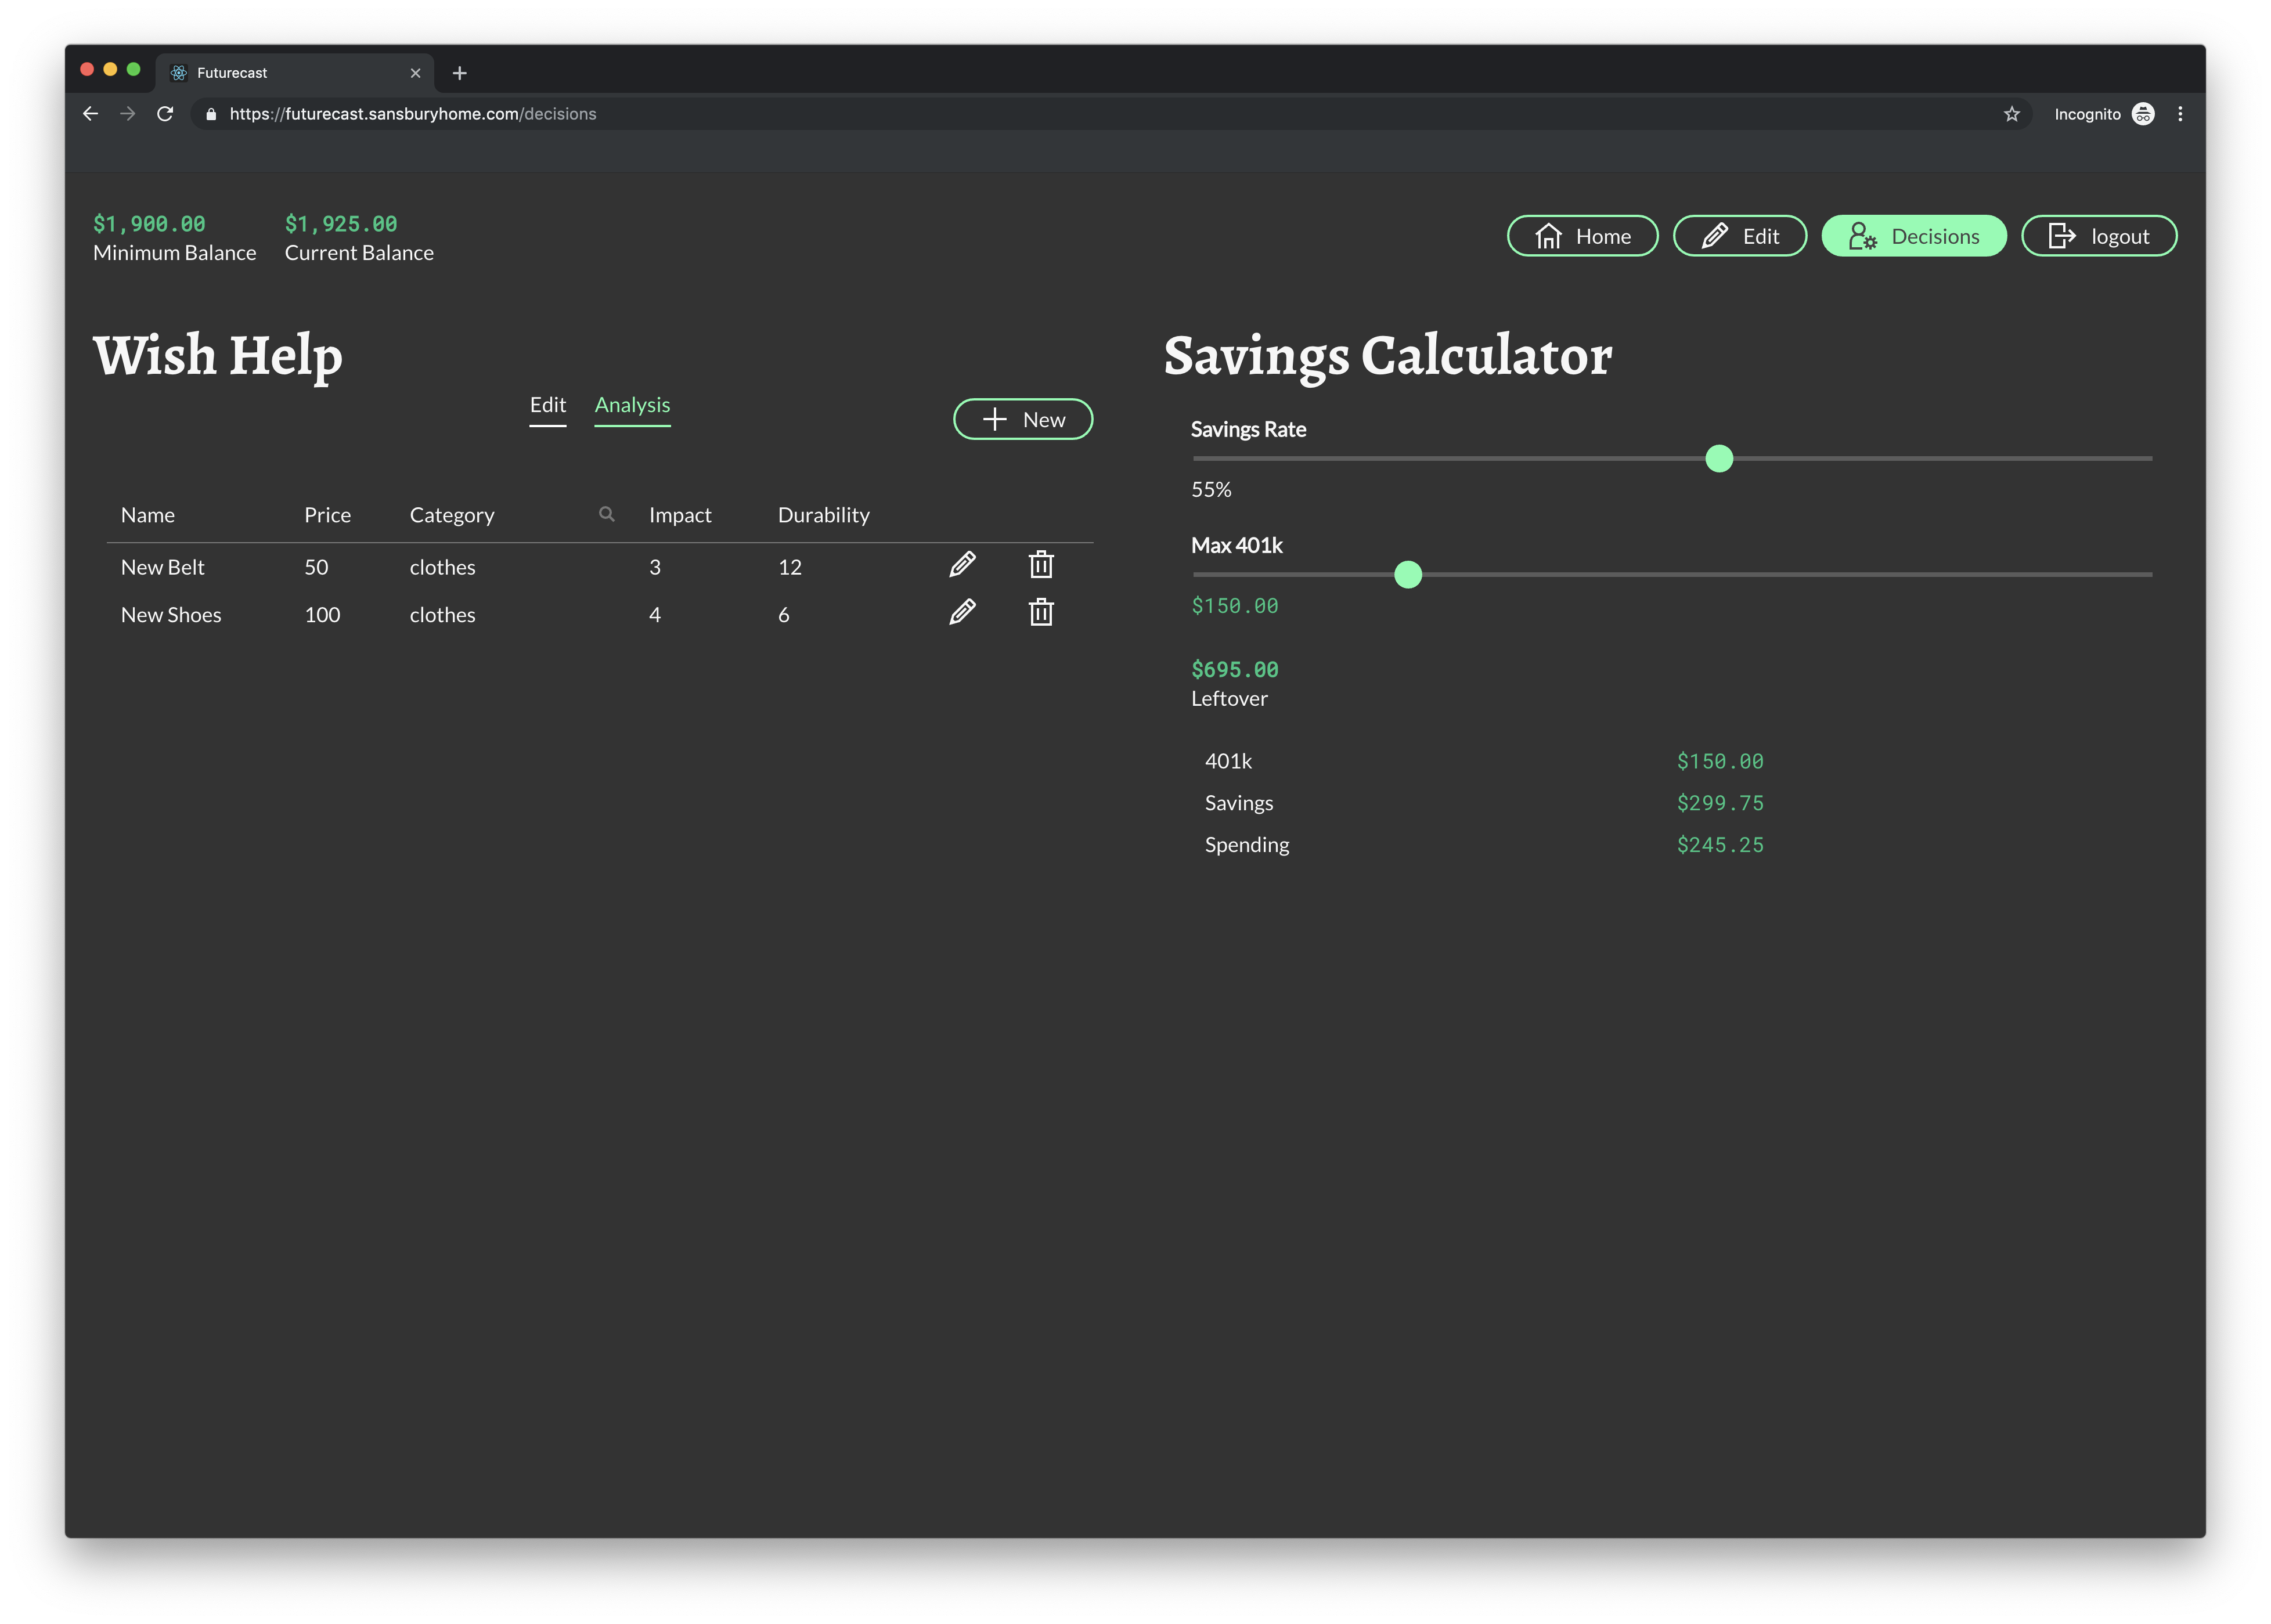 Futurecast
https://futurecast.sansburyhome.com/decisions
Incognito
$1,900.00 $1,925.00
Minimum Balance Current Balance
Home Edit Decisions logout
Wish Help
Edit Analysis
New
Name Price Category Impact Durability
New Belt 50 clothes 3 12
New Shoes 100 clothes 4 6
Savings Calculator
Savings Rate
55%
Max 401k
$150.00
$695.00
Leftover
401k $150.00
Savings $299.75
Spending $245.25